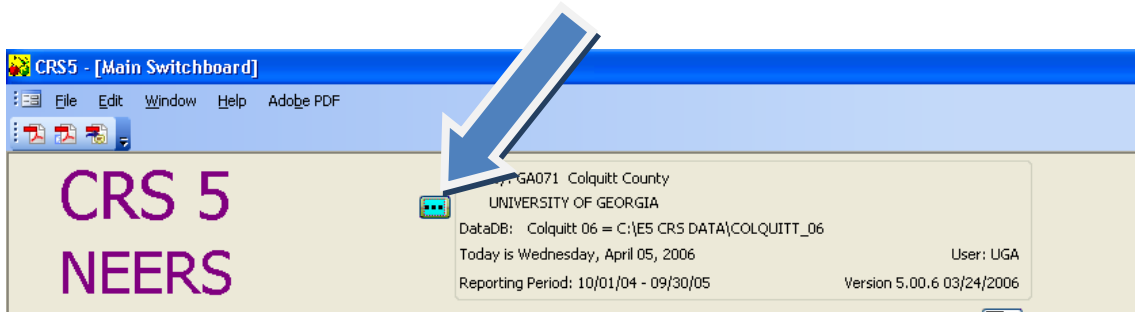 CRS5 - [Main Switchboard]
File Edit Window Help Adobe PDF
CRS 5
NEERS
GA071 Colquitt County
UNIVERSITY OF GEORGIA
DataDB: Colquitt 06 = C:\E5 CRS DATA\COLQUITT_06
Today is Wednesday, April 05, 2006 User: UGA
Reporting Period: 10/01/04 - 09/30/05 Version 5.00.6 03/24/2006